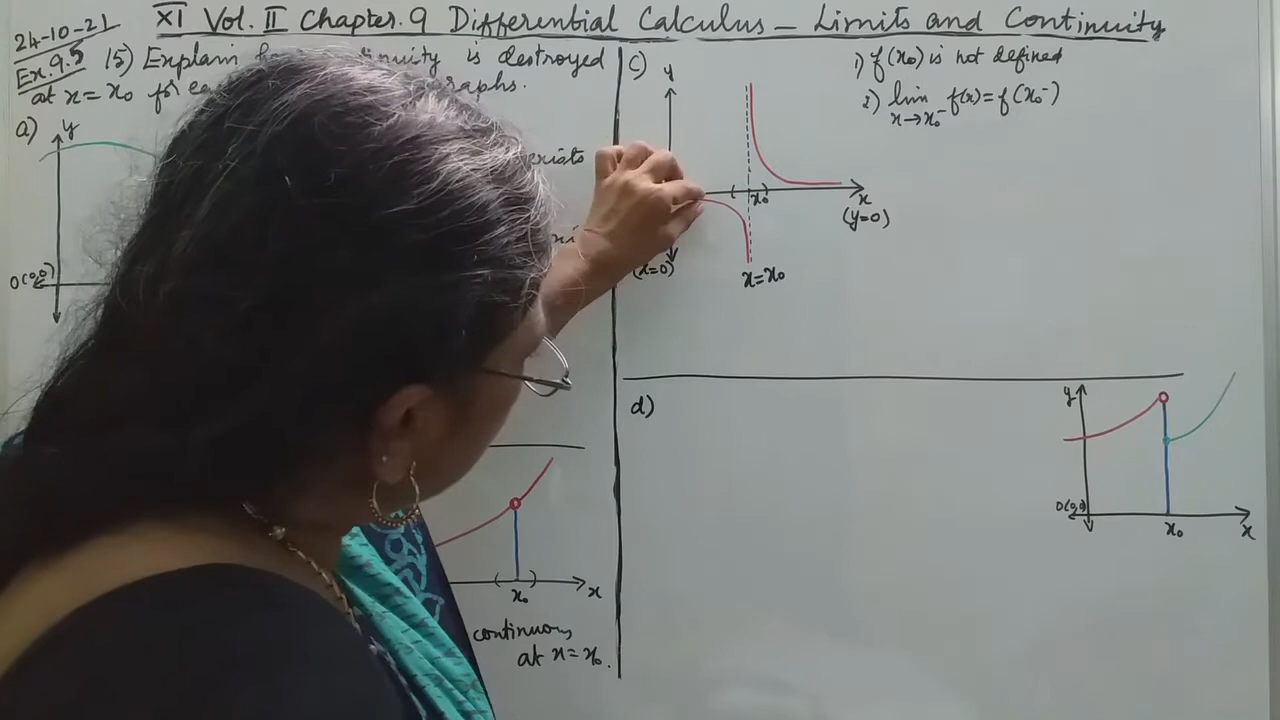 XI Vol. II Chapter. 9 Differential Calculus – Limits and Continuity
24-10-21
Ex. 9.5
15) Explain is destroyed
at x = x₀ graphs.
a)
y
O(0,0)
x₀
x
continuous
at x = x₀.
c)
y
x₀
x
(y=0)
(x=0)
x = x₀
1) f(x₀) is not defined
2) lim f(x) = f(x₀⁻)
x→x₀⁻
d)
y
O(0,0)
x₀
x